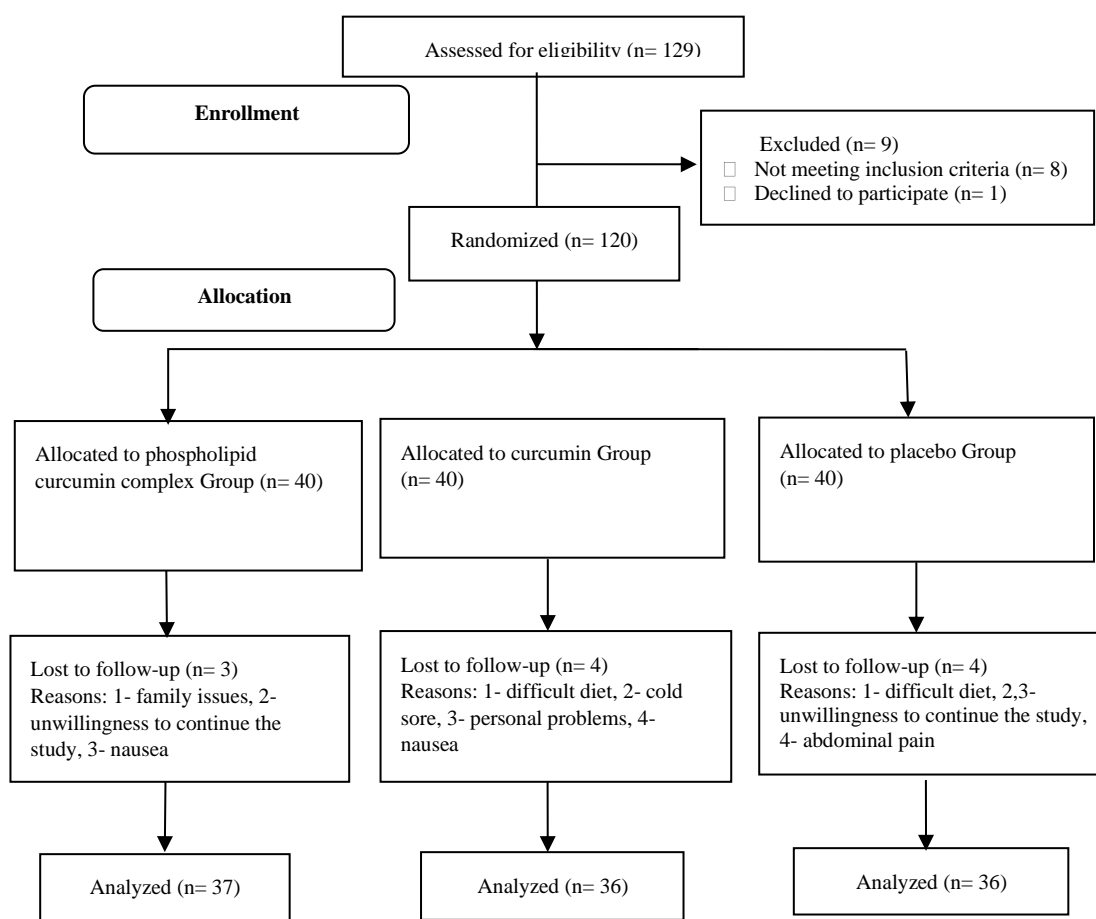 Assessed for eligibility (n= 129)
Enrollment
Excluded (n= 9)
Not meeting inclusion criteria (n= 8)
Declined to participate (n= 1)
Randomized (n= 120)
Allocation
Allocated to phospholipid
curcumin complex Group (n= 40)
Allocated to curcumin Group
(n= 40)
Allocated to placebo Group
(n= 40)
Lost to follow-up (n= 3)
Reasons: 1- family issues, 2-
unwillingness to continue the
study, 3- nausea
Lost to follow-up (n= 4)
Reasons: 1- difficult diet, 2- cold
sore, 3- personal problems, 4-
nausea
Lost to follow-up (n= 4)
Reasons: 1- difficult diet, 2,3-
unwillingness to continue the study,
4- abdominal pain
Analyzed (n= 37)
Analyzed (n= 36)
Analyzed (n= 36)